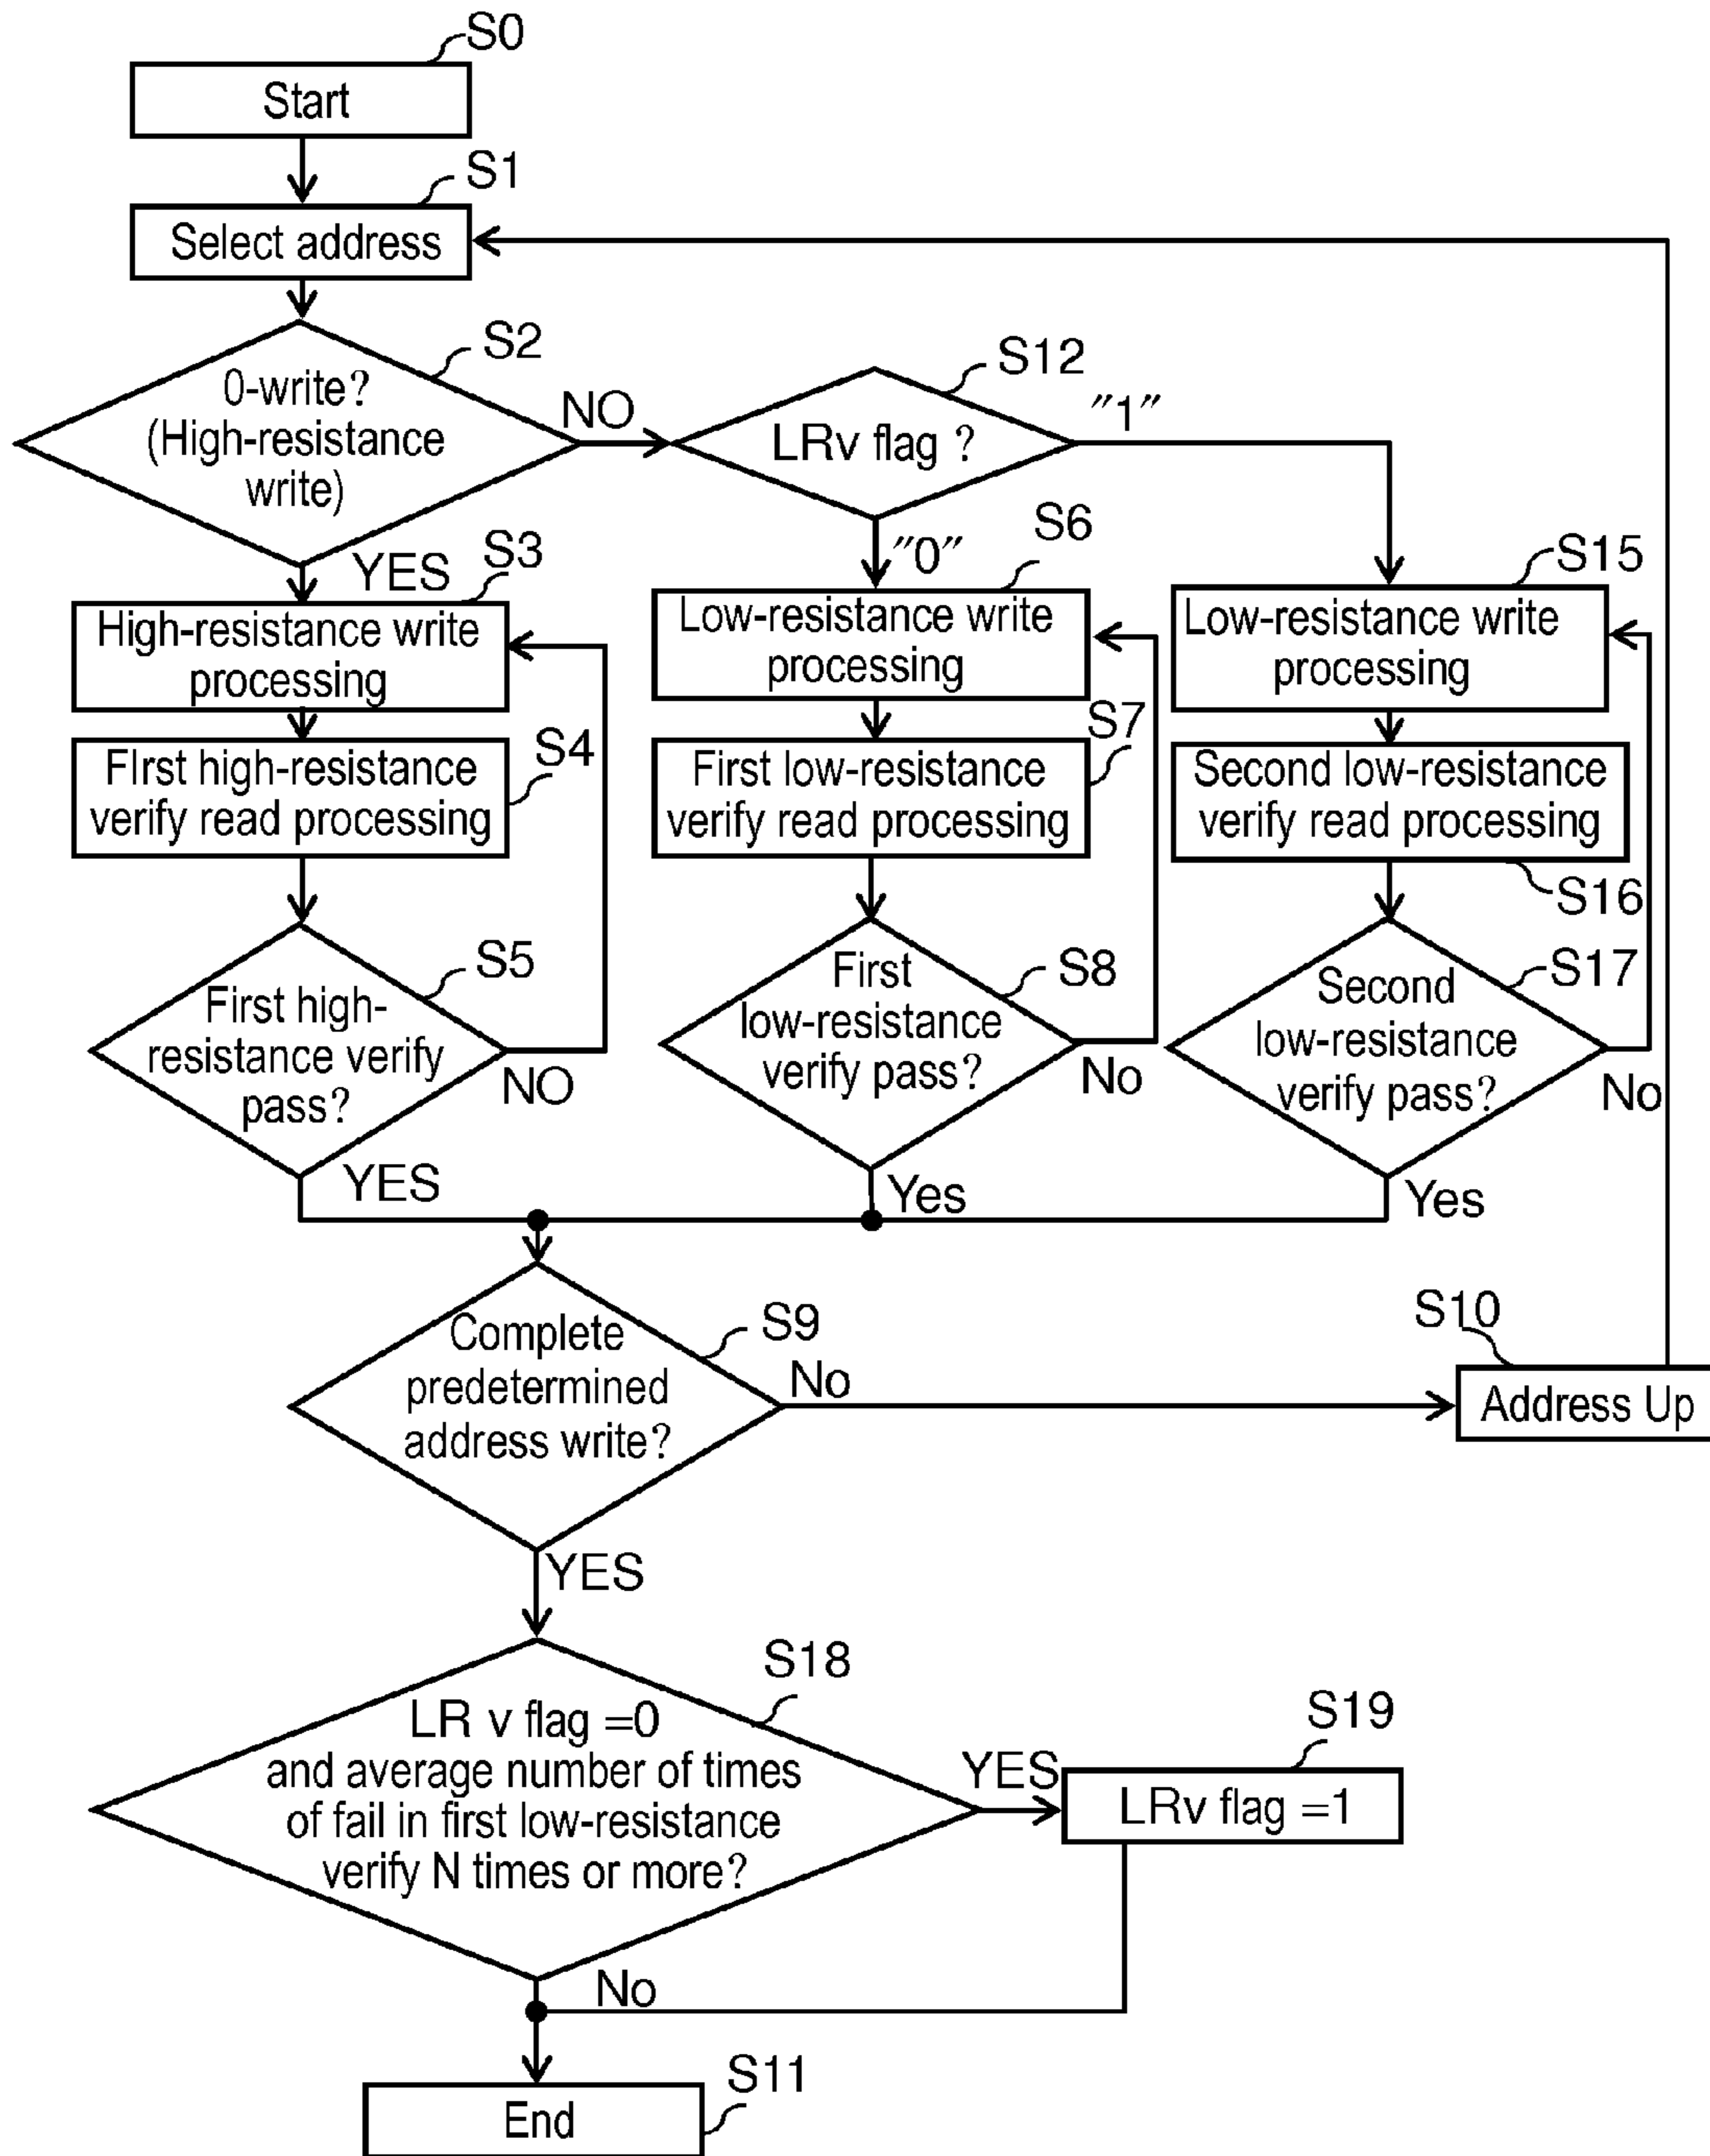 S0
Start
S1
Select address
S2
0-write?
(High-resistance
write)
NO
YES
S12
LRv flag ?
"1"
"0"
S3
High-resistance write
processing
S6
Low-resistance write
processing
S15
Low-resistance write
processing
S4
FIrst high-resistance
verify read processing
S7
First low-resistance
verify read processing
Second low-resistance
verify read processing
S16
S5
First high-
resistance verify
pass?
NO
YES
S8
First
low-resistance
verify pass?
No
Yes
S17
Second
low-resistance
verify pass?
No
Yes
S9
Complete
predetermined
address write?
No
YES
S10
Address Up
S18
LR v flag =0
and average number of times
of fail in first low-resistance
verify N times or more?
YES
No
S19
LRv flag =1
S11
End